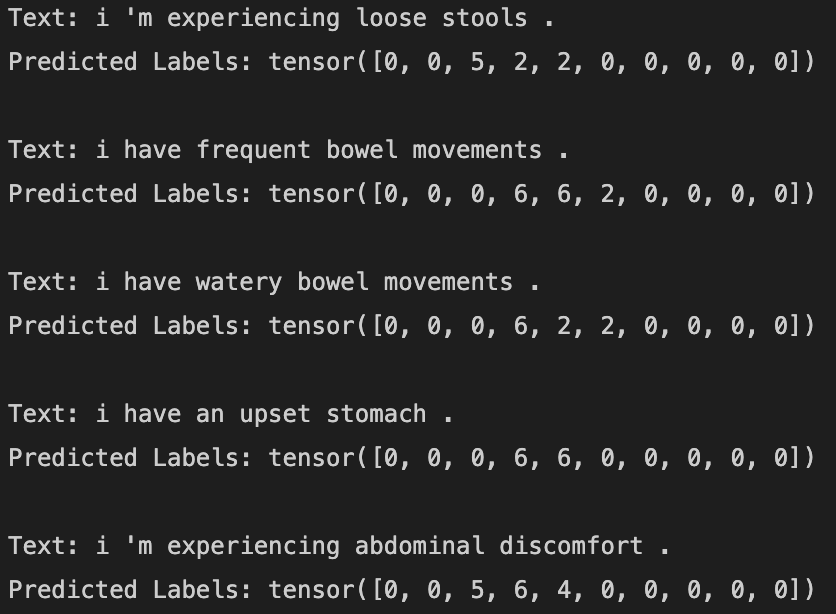 Text: i 'm experiencing loose stools .
Predicted Labels: tensor([0, 0, 5, 2, 2, 0, 0, 0, 0, 0])
Text: i have frequent bowel movements .
Predicted Labels: tensor([0, 0, 0, 6, 6, 2, 0, 0, 0, 0])
Text: i have watery bowel movements .
Predicted Labels: tensor([0, 0, 0, 6, 2, 2, 0, 0, 0, 0])
Text: i have an upset stomach .
Predicted Labels: tensor([0, 0, 0, 6, 6, 0, 0, 0, 0, 0])
Text: i 'm experiencing abdominal discomfort .
Predicted Labels: tensor([0, 0, 5, 6, 4, 0, 0, 0, 0, 0])